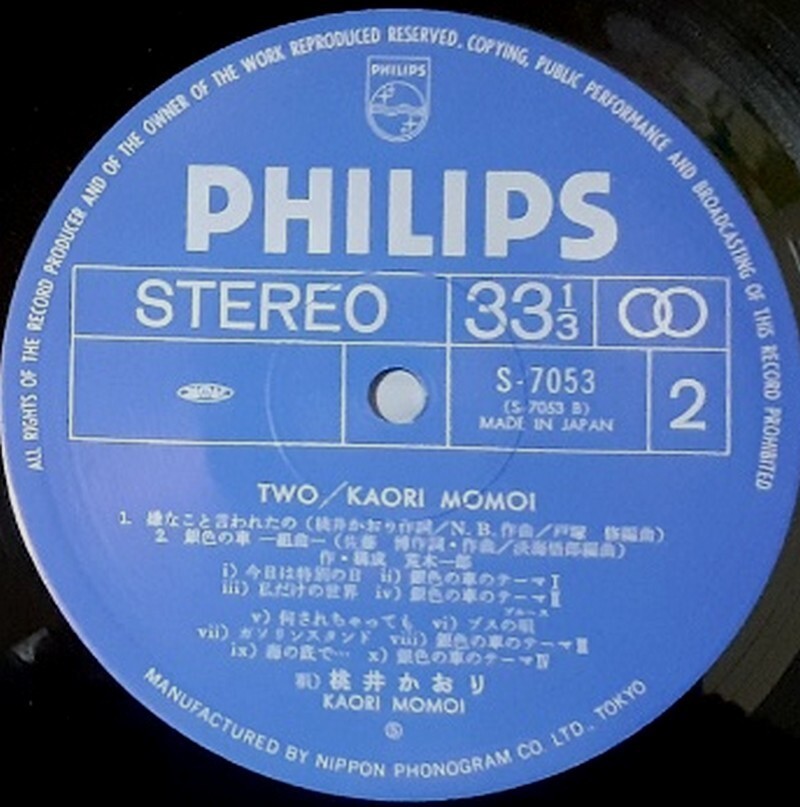 ALL RIGHTS OF THE RECORD PRODUCER AND OF THE OWNER OF THE WORK REPRODUCED RESERVED. COPYING, PUBLIC PERFORMANCE AND BROADCASTING OF THIS RECORD PROHIBITED
PHILIPS
PHILIPS
STEREO
33 1/3
S-7053
(S-7053 B)
MADE IN JAPAN
2
TWO/KAORI MOMOI
1. 嫌なこと言われたの (桃井かおり作詞/N. B. 作曲/戸塚 修編曲)
2. 銀色の車 —組曲— (佐藤 博作詞・作曲/編曲)
作・構成 荒木一郎
i) 今日は特別の日 ii) 銀色の車のテーマI
iii) 私だけの世界 iv) 銀色の車のテーマII
v) 何されちゃっても vi) ブスの唄
ブルース
vii) ガソリンスタンド viii) 銀色の車のテーマIII
ix) 海の底で… x) 銀色の車のテーマIV
唄) 桃井かおり
KAORI MOMOI
MANUFACTURED BY NIPPON PHONOGRAM CO. LTD., TOKYO